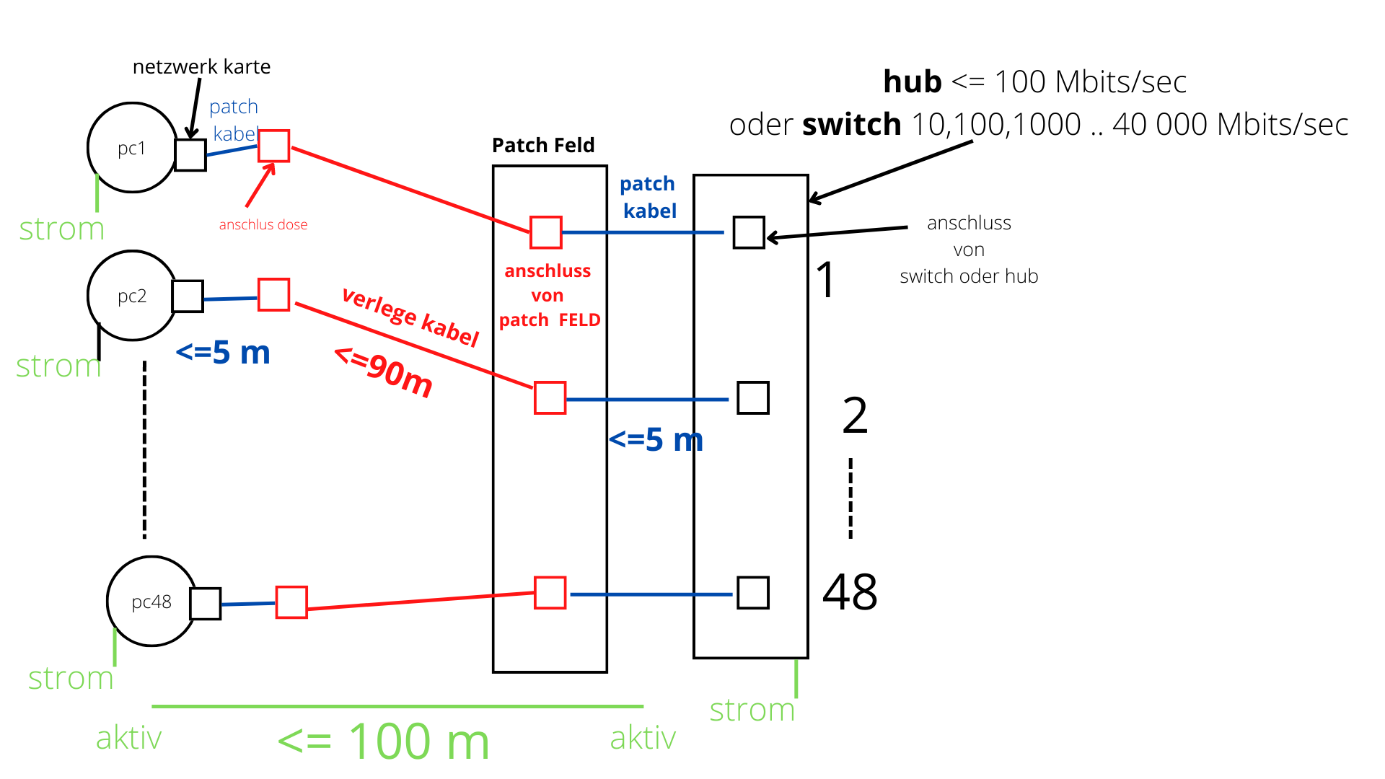 netzwerk karte
patch
kabel
pc1
strom
anschlus dose
Patch Feld
patch
kabel
hub <= 100 Mbits/sec
oder switch 10,100,1000 .. 40 000 Mbits/sec
anschluss
von
switch oder hub
1
anschluss
von
patch FELD
pc2
strom
<=5 m
verlege kabel
<=90m
<=5 m
2
48
pc48
strom
strom
aktiv
<= 100 m
aktiv